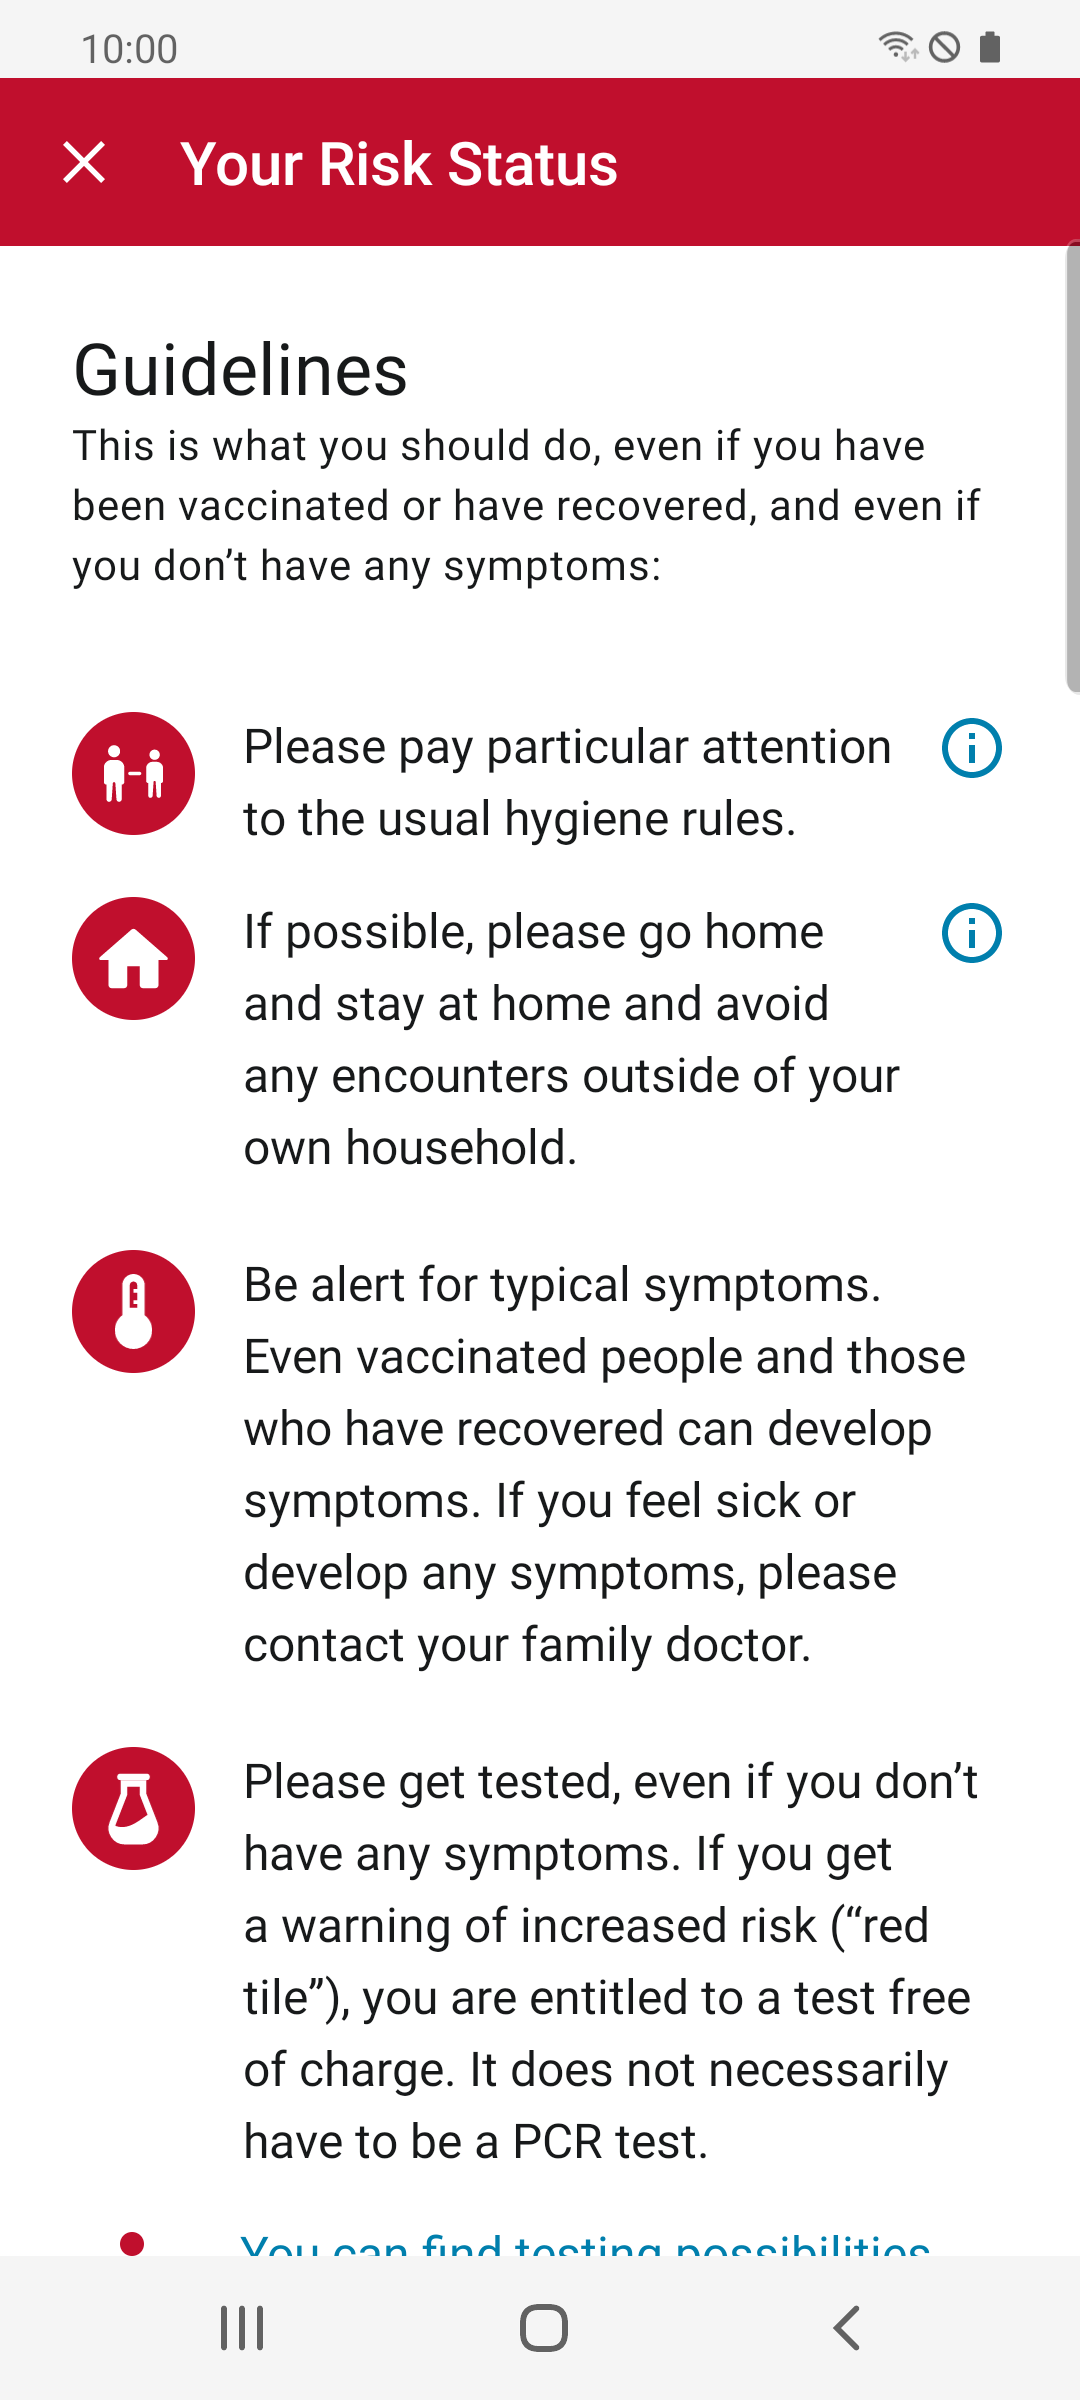 10:00
Your Risk Status
Guidelines
This is what you should do, even if you have
been vaccinated or have recovered, and even if
you don’t have any symptoms:
Please pay particular attention
to the usual hygiene rules.
If possible, please go home
and stay at home and avoid
any encounters outside of your
own household.
Be alert for typical symptoms.
Even vaccinated people and those
who have recovered can develop
symptoms. If you feel sick or
develop any symptoms, please
contact your family doctor.
Please get tested, even if you don’t
have any symptoms. If you get
a warning of increased risk (“red
tile”), you are entitled to a test free
of charge. It does not necessarily
have to be a PCR test.
You can find testing possibilities